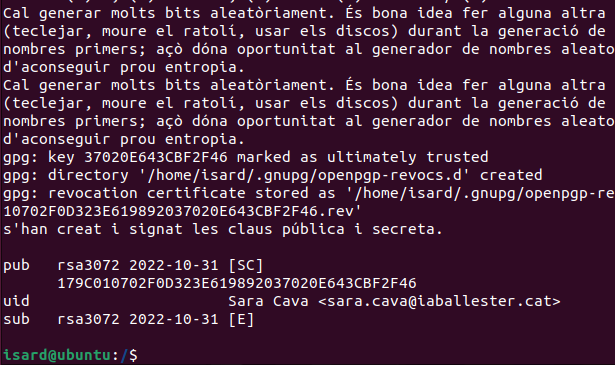 Cal generar molts bits aleatòriament. És bona idea fer alguna altra
(teclejar, moure el ratolí, usar els discos) durant la generació de
nombres primers; açò dóna oportunitat al generador de nombres aleato
d'aconseguir prou entropia.
Cal generar molts bits aleatòriament. És bona idea fer alguna altra
(teclejar, moure el ratolí, usar els discos) durant la generació de
nombres primers; açò dóna oportunitat al generador de nombres aleato
d'aconseguir prou entropia.
gpg: key 37020E643CBF2F46 marked as ultimately trusted
gpg: directory '/home/isard/.gnupg/openpgp-revocs.d' created
gpg: revocation certificate stored as '/home/isard/.gnupg/openpgp-re
10702F0D323E619892037020E643CBF2F46.rev'
s'han creat i signat les claus pública i secreta.
pub   rsa3072 2022-10-31 [SC]
      179C010702F0D323E619892037020E643CBF2F46
uid                      Sara Cava <sara.cava@iaballester.cat>
sub   rsa3072 2022-10-31 [E]
isard@ubuntu:/$